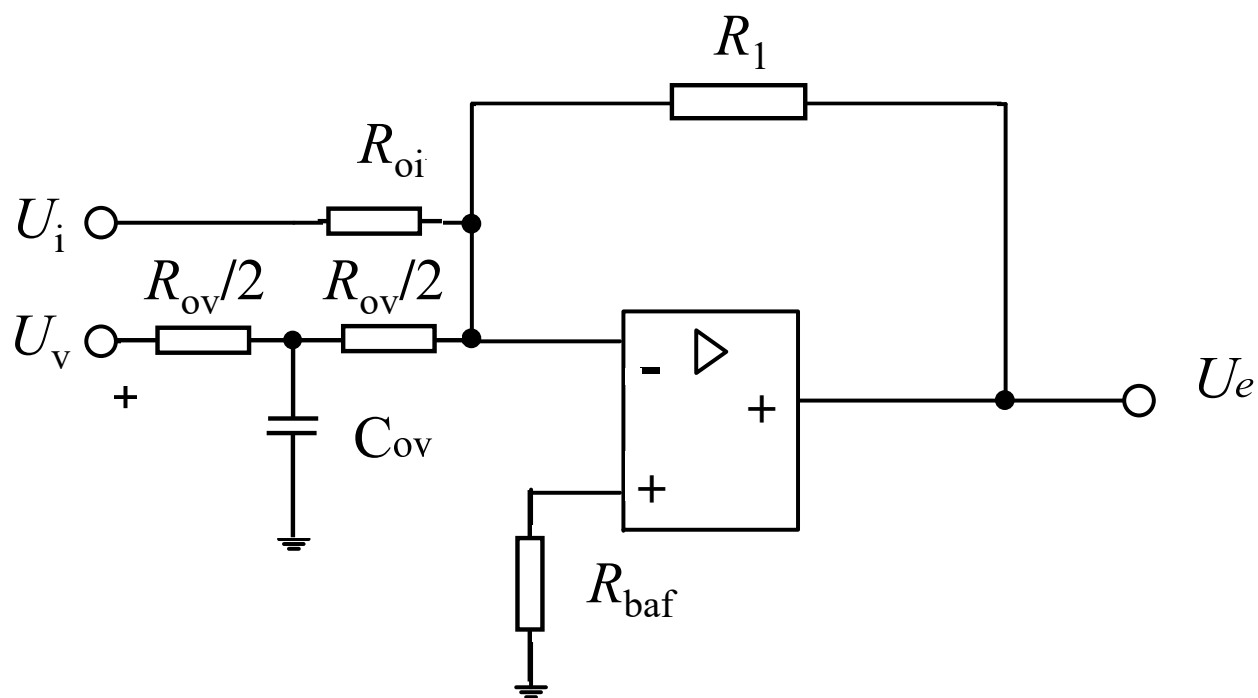 R1
Roi
Ui
Rov/2 Rov/2
Uv
+
Cov
-
+
Ue
+
Rbaf